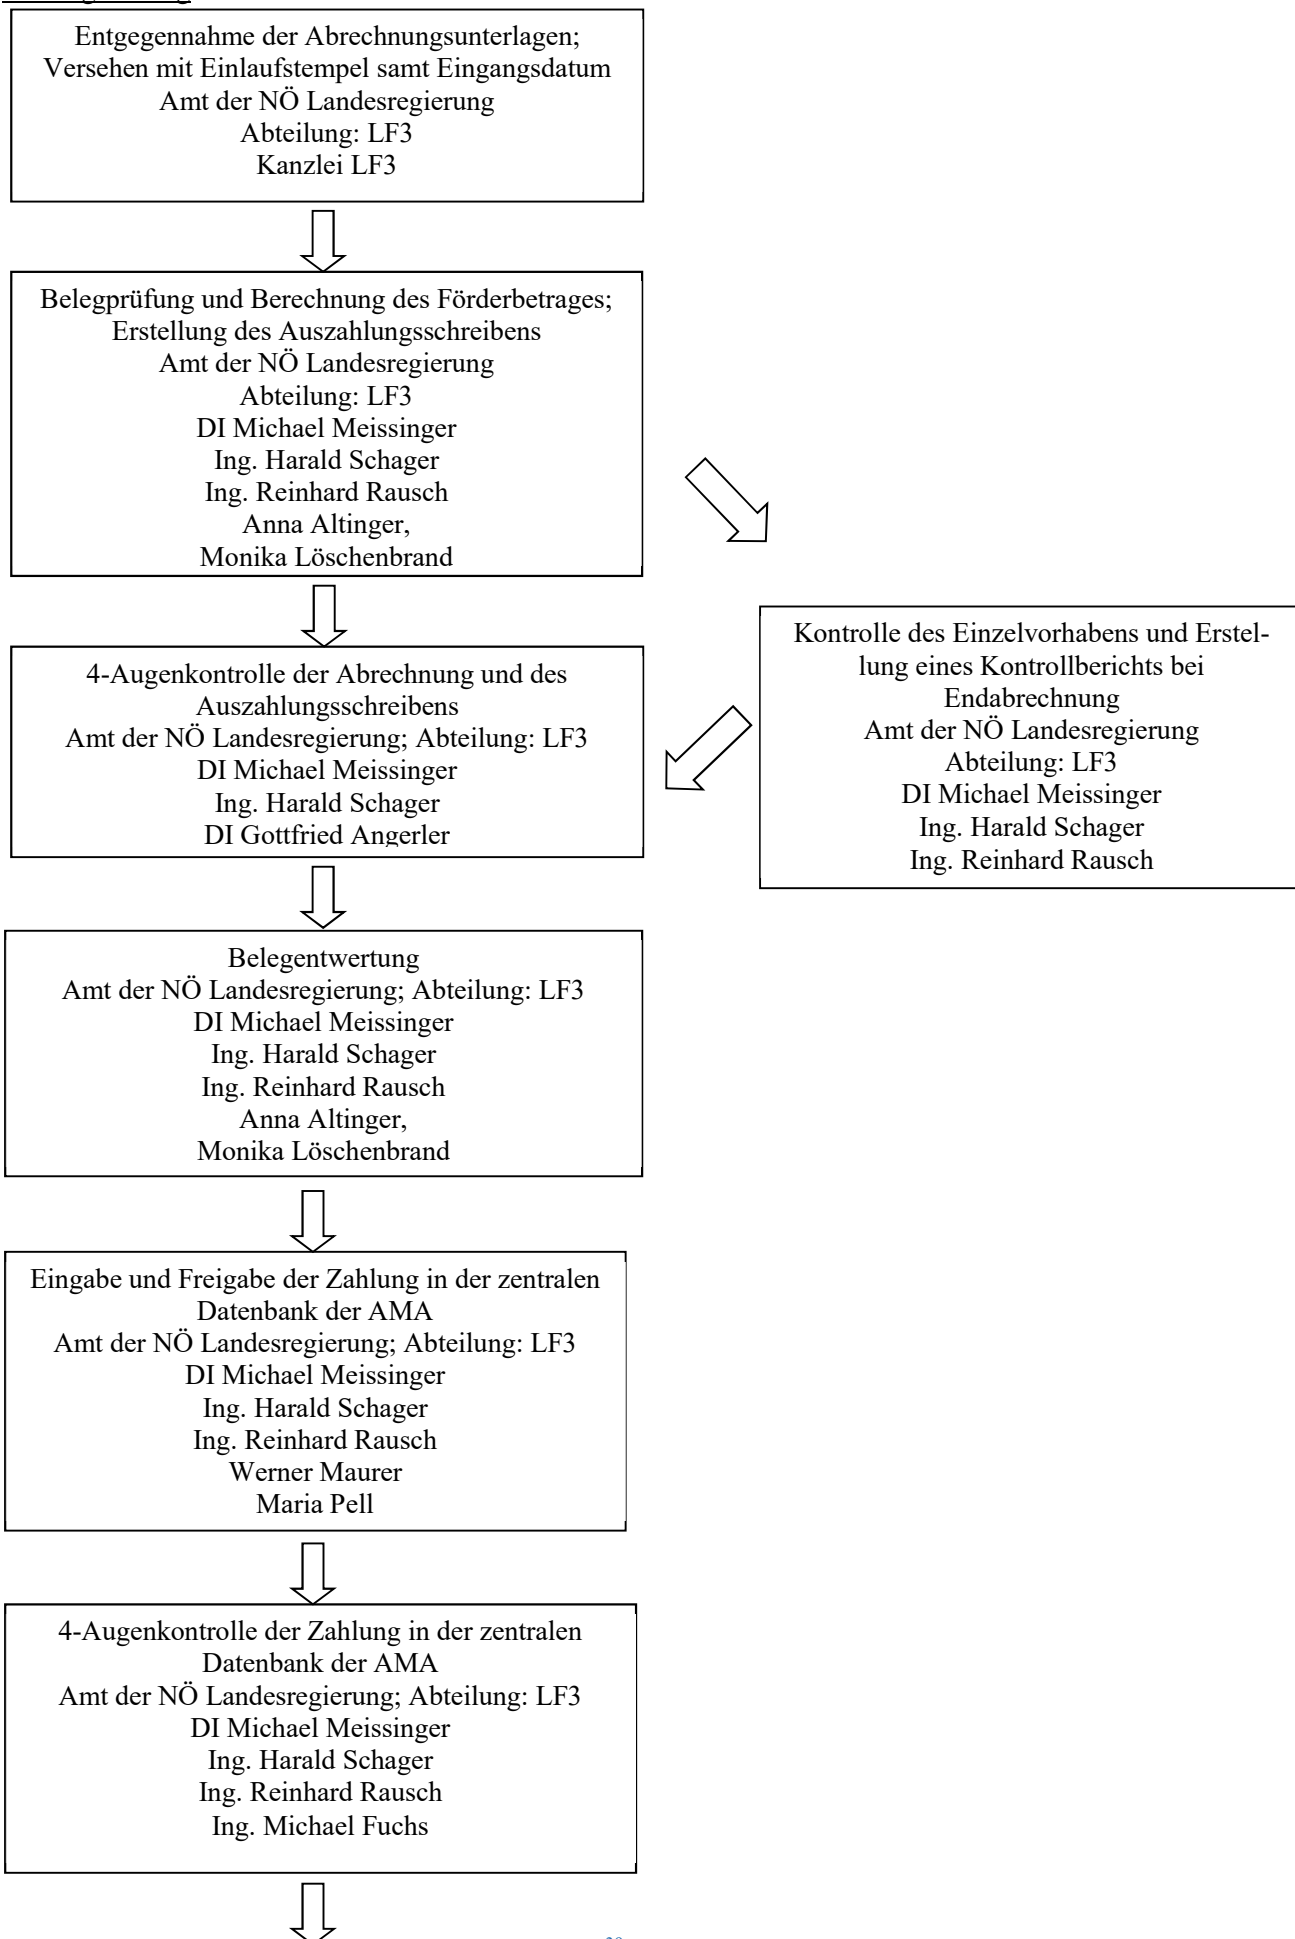 Entgegennahme der Abrechnungsunterlagen;
Versehen mit Einlaufstempel samt Eingangsdatum
Amt der NÖ Landesregierung
Abteilung: LF3
Kanzlei LF3
Belegprüfung und Berechnung des Förderbetrages;
Erstellung des Auszahlungsschreibens
Amt der NÖ Landesregierung
Abteilung: LF3
DI Michael Meissinger
Ing. Harald Schager
Ing. Reinhard Rausch
Anna Altinger,
Monika Löschenbrand
Kontrolle des Einzelvorhabens und Erstel-
lung eines Kontrollberichts bei
Endabrechnung
Amt der NÖ Landesregierung
Abteilung: LF3
DI Michael Meissinger
Ing. Harald Schager
Ing. Reinhard Rausch
4-Augenkontrolle der Abrechnung und des
Auszahlungsschreibens
Amt der NÖ Landesregierung; Abteilung: LF3
DI Michael Meissinger
Ing. Harald Schager
DI Gottfried Angerler
Belegentwertung
Amt der NÖ Landesregierung; Abteilung: LF3
DI Michael Meissinger
Ing. Harald Schager
Ing. Reinhard Rausch
Anna Altinger,
Monika Löschenbrand
Eingabe und Freigabe der Zahlung in der zentralen
Datenbank der AMA
Amt der NÖ Landesregierung; Abteilung: LF3
DI Michael Meissinger
Ing. Harald Schager
Ing. Reinhard Rausch
Werner Maurer
Maria Pell
4-Augenkontrolle der Zahlung in der zentralen
Datenbank der AMA
Amt der NÖ Landesregierung; Abteilung: LF3
DI Michael Meissinger
Ing. Harald Schager
Ing. Reinhard Rausch
Ing. Michael Fuchs